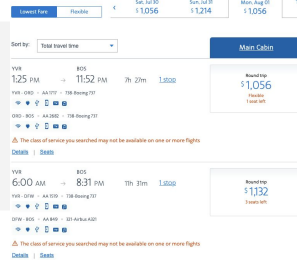 Lowest Fare
Flexible
Sat, Jul 30
$1,056
Sun, Jul 31
$1,214
Mon, Aug 01
$1,056
Sort by:
Total travel time
Main Cabin
YVR
BOS
1:25 PM → 11:52 PM
7h 27m
1 stop
YVR - ORD • AA 1717 • 738-Boeing 737
ORD - BOS • AA 2682 • 738-Boeing 737
The class of service you searched may not be available on one or more flights
Details | Seats
Round trip
$1,056
Flexible
1 seat left
YVR
BOS
6:00 AM → 8:31 PM
11h 31m
1 stop
YVR - DFW • AA 1519 • 738-Boeing 737
DFW - BOS • AA 849 • 321-Airbus A321
The class of service you searched may not be available on one or more flights
Details | Seats
Round trip
$1,132
3 seats left